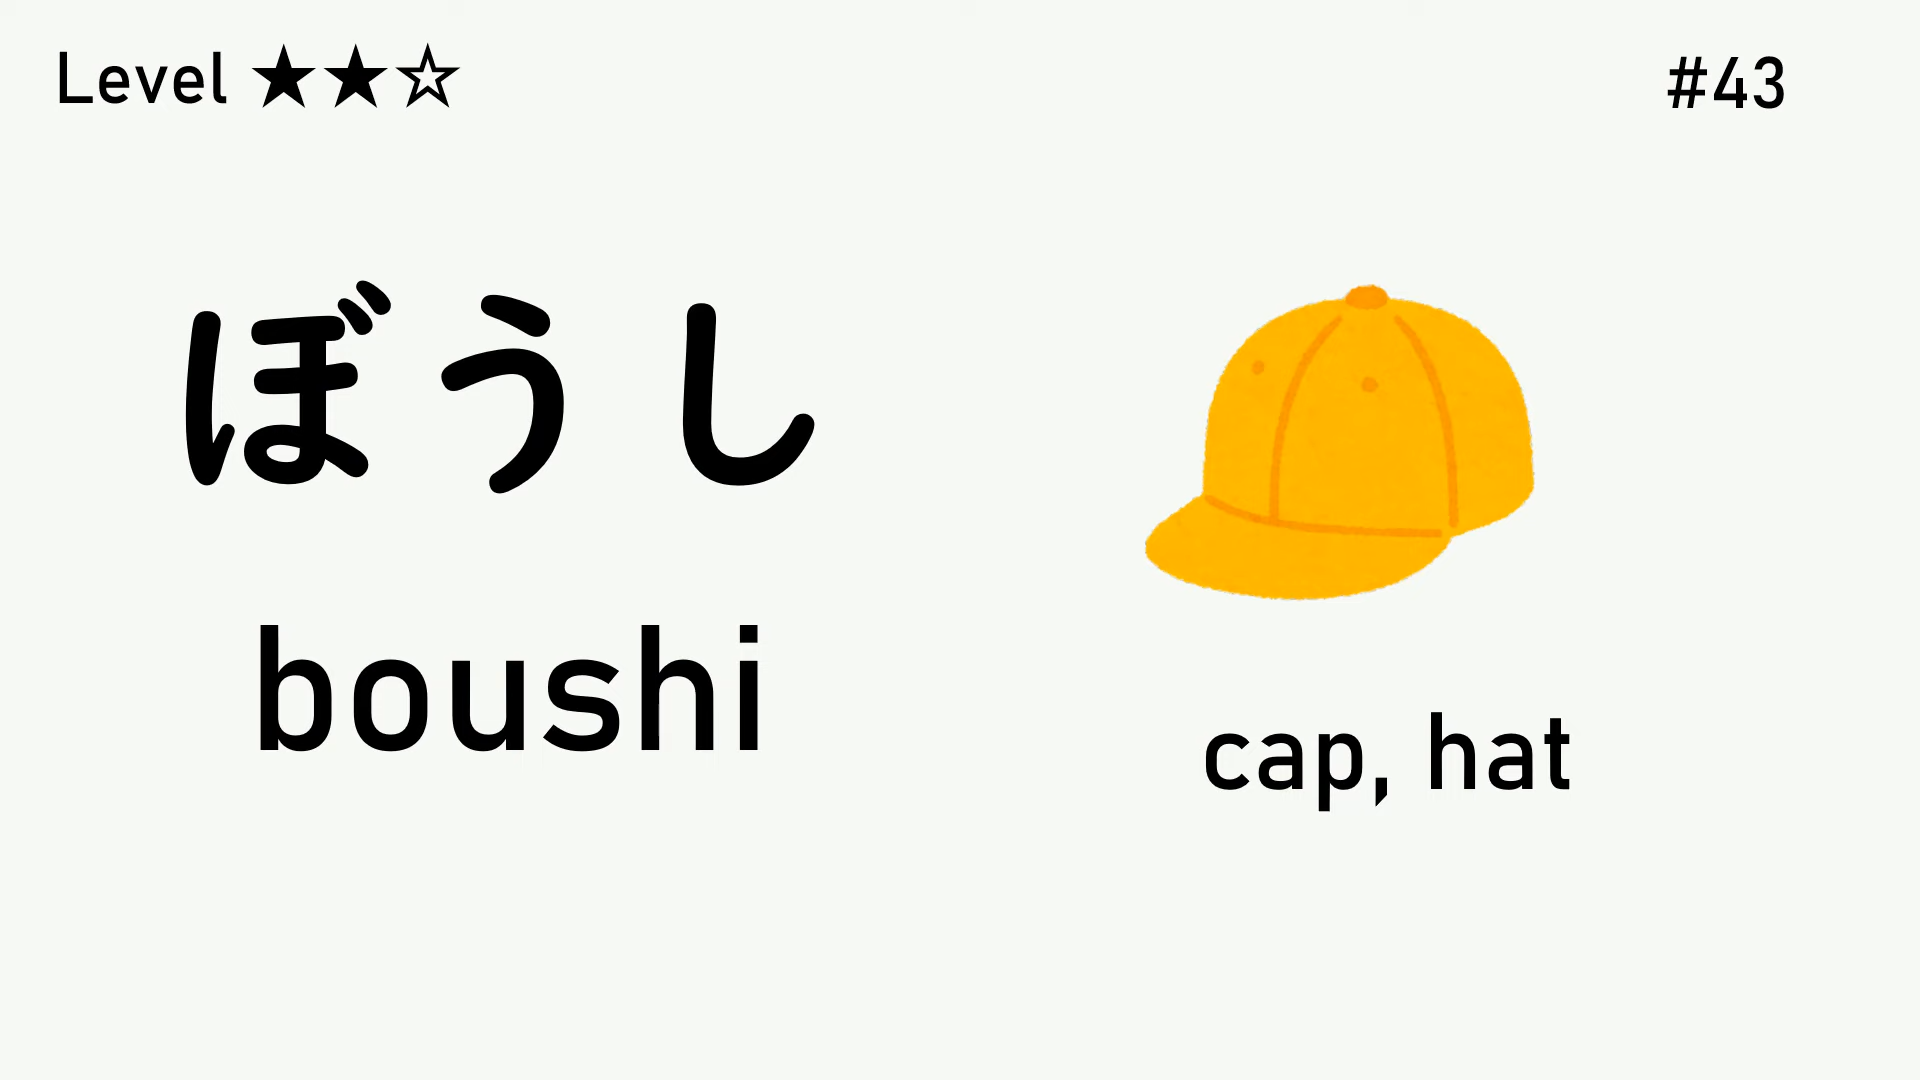 Level ★★☆
#43
ぼうし
boushi
cap, hat